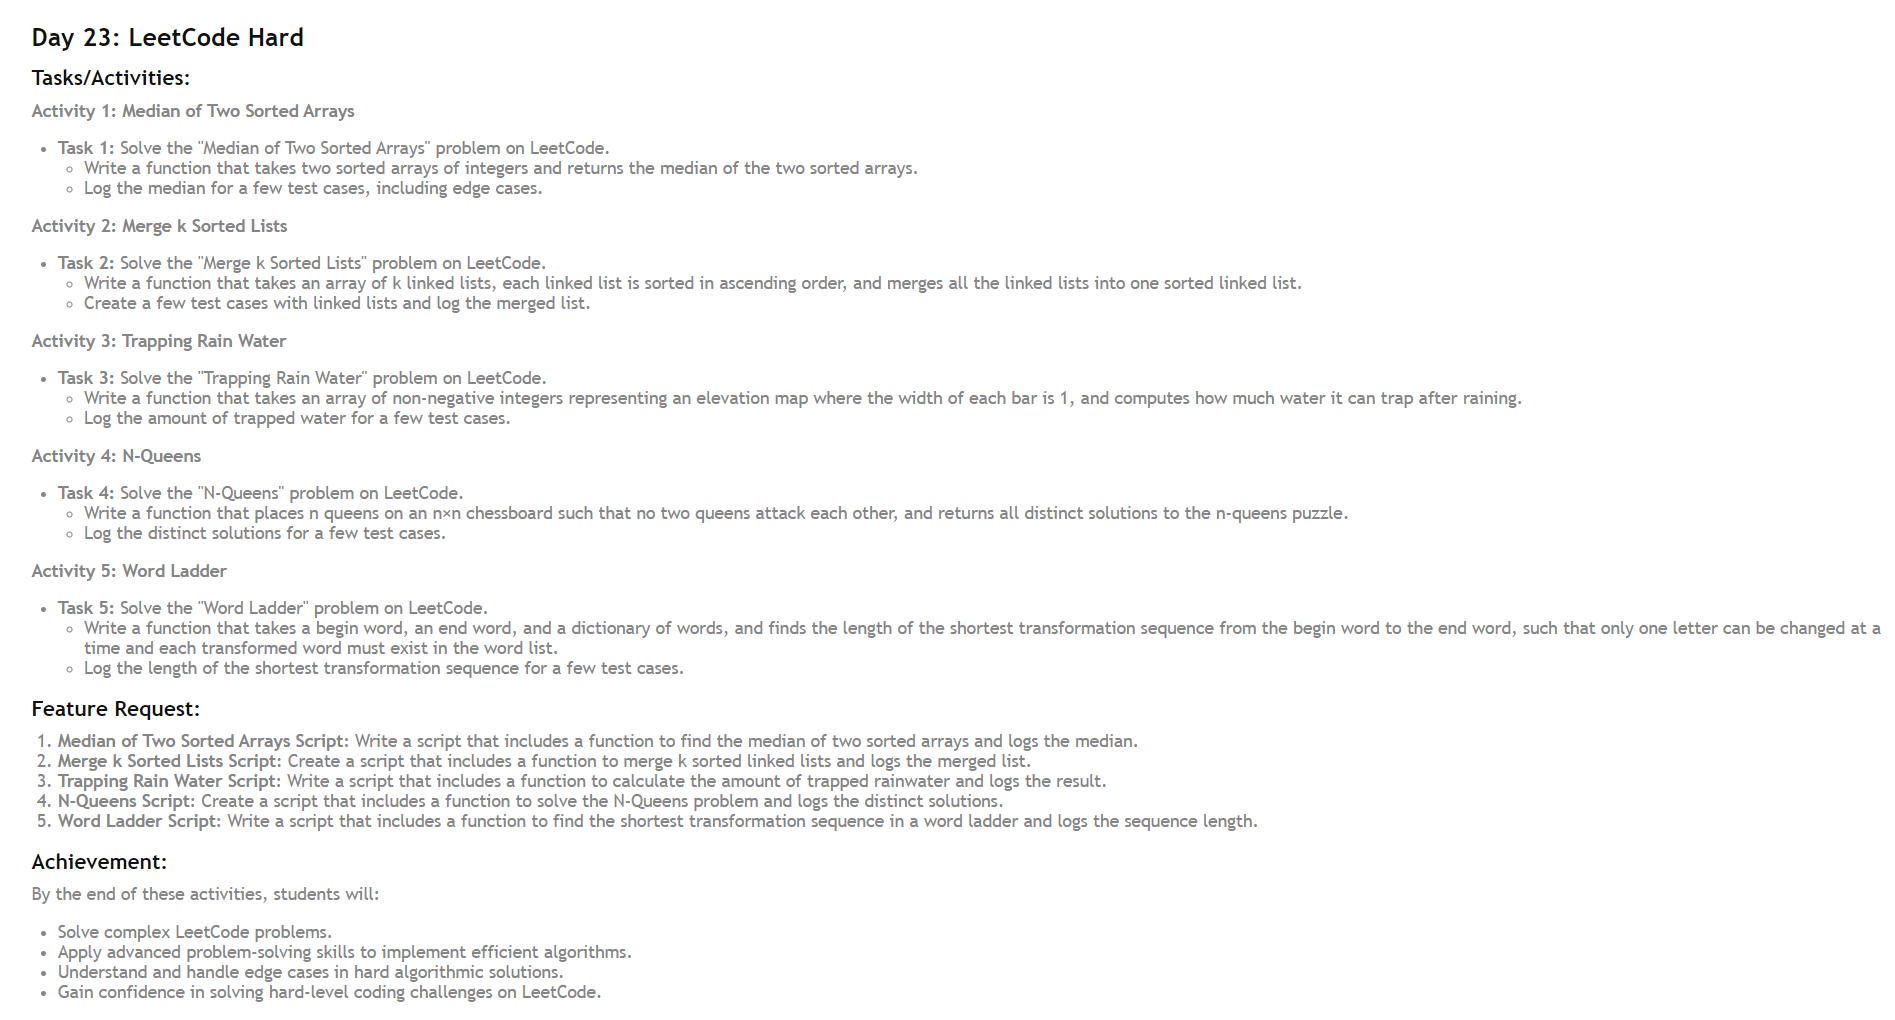 Day 23: LeetCode Hard
Tasks/Activities:
Activity 1: Median of Two Sorted Arrays
• Task 1: Solve the "Median of Two Sorted Arrays" problem on LeetCode.
◦ Write a function that takes two sorted arrays of integers and returns the median of the two sorted arrays.
◦ Log the median for a few test cases, including edge cases.
Activity 2: Merge k Sorted Lists
• Task 2: Solve the "Merge k Sorted Lists" problem on LeetCode.
◦ Write a function that takes an array of k linked lists, each linked list is sorted in ascending order, and merges all the linked lists into one sorted linked list.
◦ Create a few test cases with linked lists and log the merged list.
Activity 3: Trapping Rain Water
• Task 3: Solve the "Trapping Rain Water" problem on LeetCode.
◦ Write a function that takes an array of non-negative integers representing an elevation map where the width of each bar is 1, and computes how much water it can trap after raining.
◦ Log the amount of trapped water for a few test cases.
Activity 4: N-Queens
• Task 4: Solve the "N-Queens" problem on LeetCode.
◦ Write a function that places n queens on an n×n chessboard such that no two queens attack each other, and returns all distinct solutions to the n-queens puzzle.
◦ Log the distinct solutions for a few test cases.
Activity 5: Word Ladder
• Task 5: Solve the "Word Ladder" problem on LeetCode.
◦ Write a function that takes a begin word, an end word, and a dictionary of words, and finds the length of the shortest transformation sequence from the begin word to the end word, such that only one letter can be changed at a
time and each transformed word must exist in the word list.
◦ Log the length of the shortest transformation sequence for a few test cases.
Feature Request:
1. Median of Two Sorted Arrays Script: Write a script that includes a function to find the median of two sorted arrays and logs the median.
2. Merge k Sorted Lists Script: Create a script that includes a function to merge k sorted linked lists and logs the merged list.
3. Trapping Rain Water Script: Write a script that includes a function to calculate the amount of trapped rainwater and logs the result.
4. N-Queens Script: Create a script that includes a function to solve the N-Queens problem and logs the distinct solutions.
5. Word Ladder Script: Write a script that includes a function to find the shortest transformation sequence in a word ladder and logs the sequence length.
Achievement:
By the end of these activities, students will:
• Solve complex LeetCode problems.
• Apply advanced problem-solving skills to implement efficient algorithms.
• Understand and handle edge cases in hard algorithmic solutions.
• Gain confidence in solving hard-level coding challenges on LeetCode.